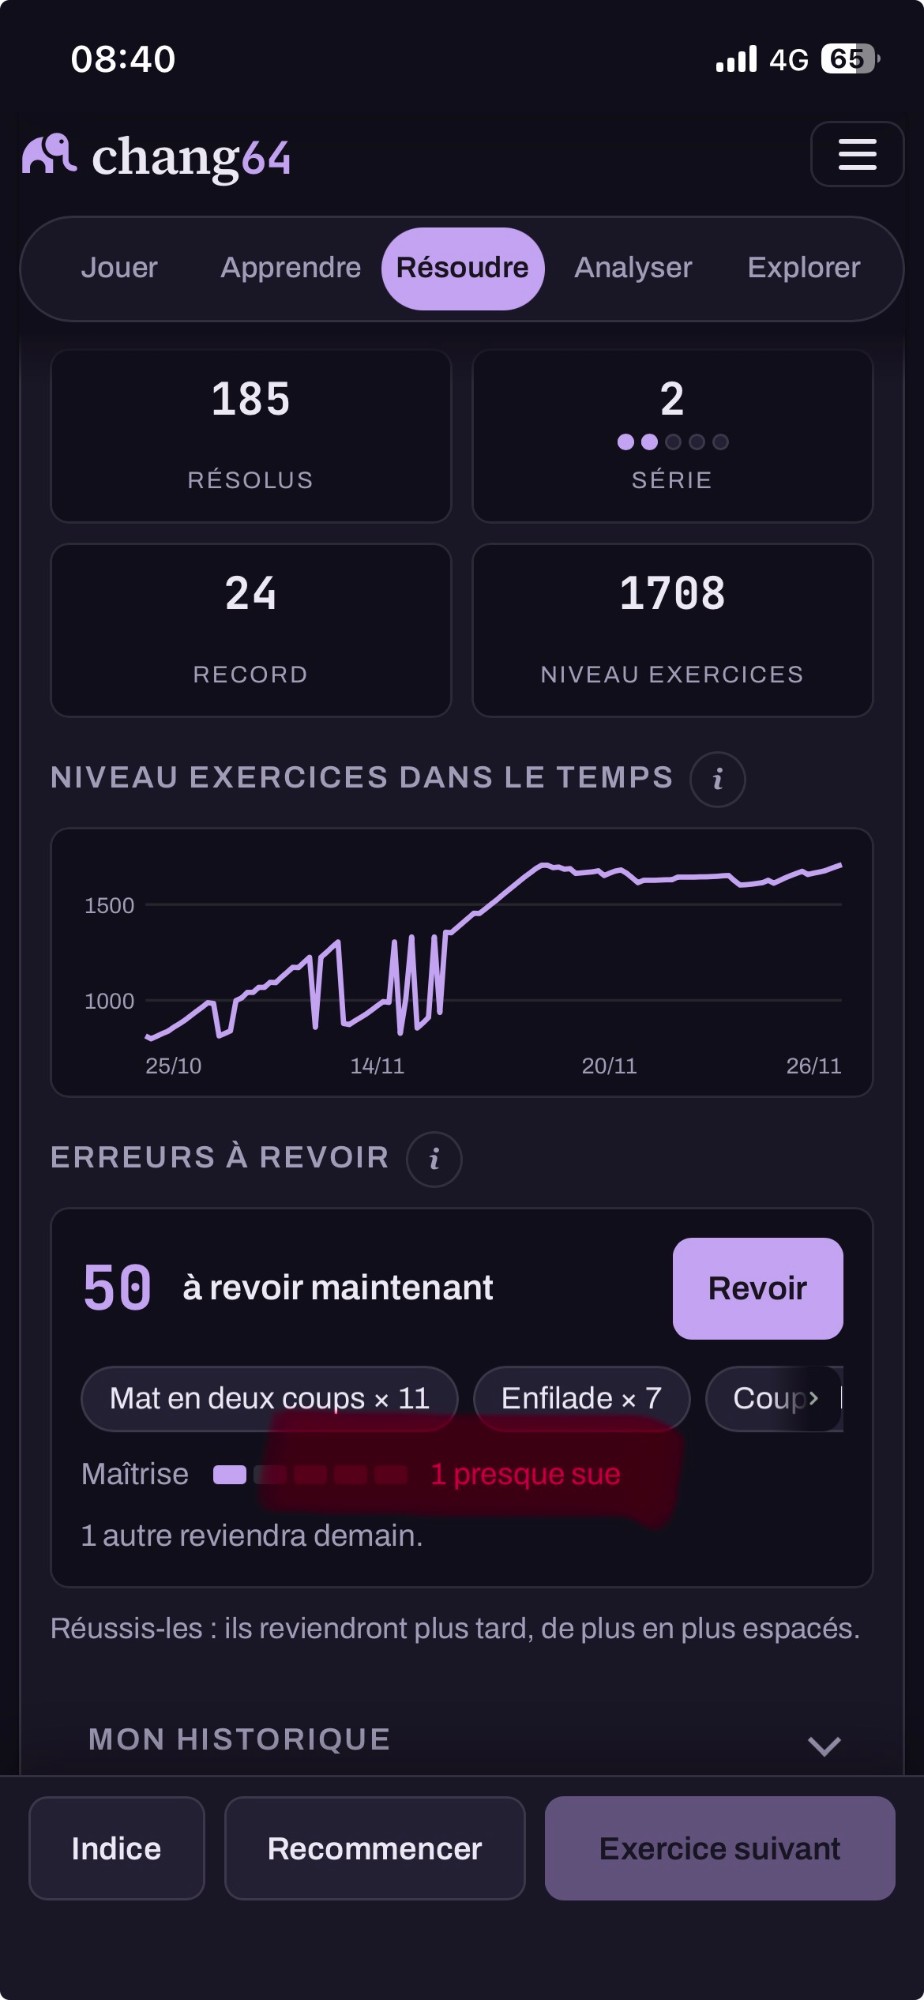 08:40
4G 65
chang64
Jouer Apprendre Résoudre Analyser Explorer
185 2
RÉSOLUS SÉRIE
24 1708
RECORD NIVEAU EXERCICES
NIVEAU EXERCICES DANS LE TEMPS i
1500
1000
25/10 14/11 20/11 26/11
ERREURS À REVOIR i
50 à revoir maintenant Revoir
Mat en deux coups × 11 Enfilade × 7 Coup
Maîtrise 1 presque sue
1 autre reviendra demain.
Réussis-les : ils reviendront plus tard, de plus en plus espacés.
MON HISTORIQUE
Indice Recommencer Exercice suivant